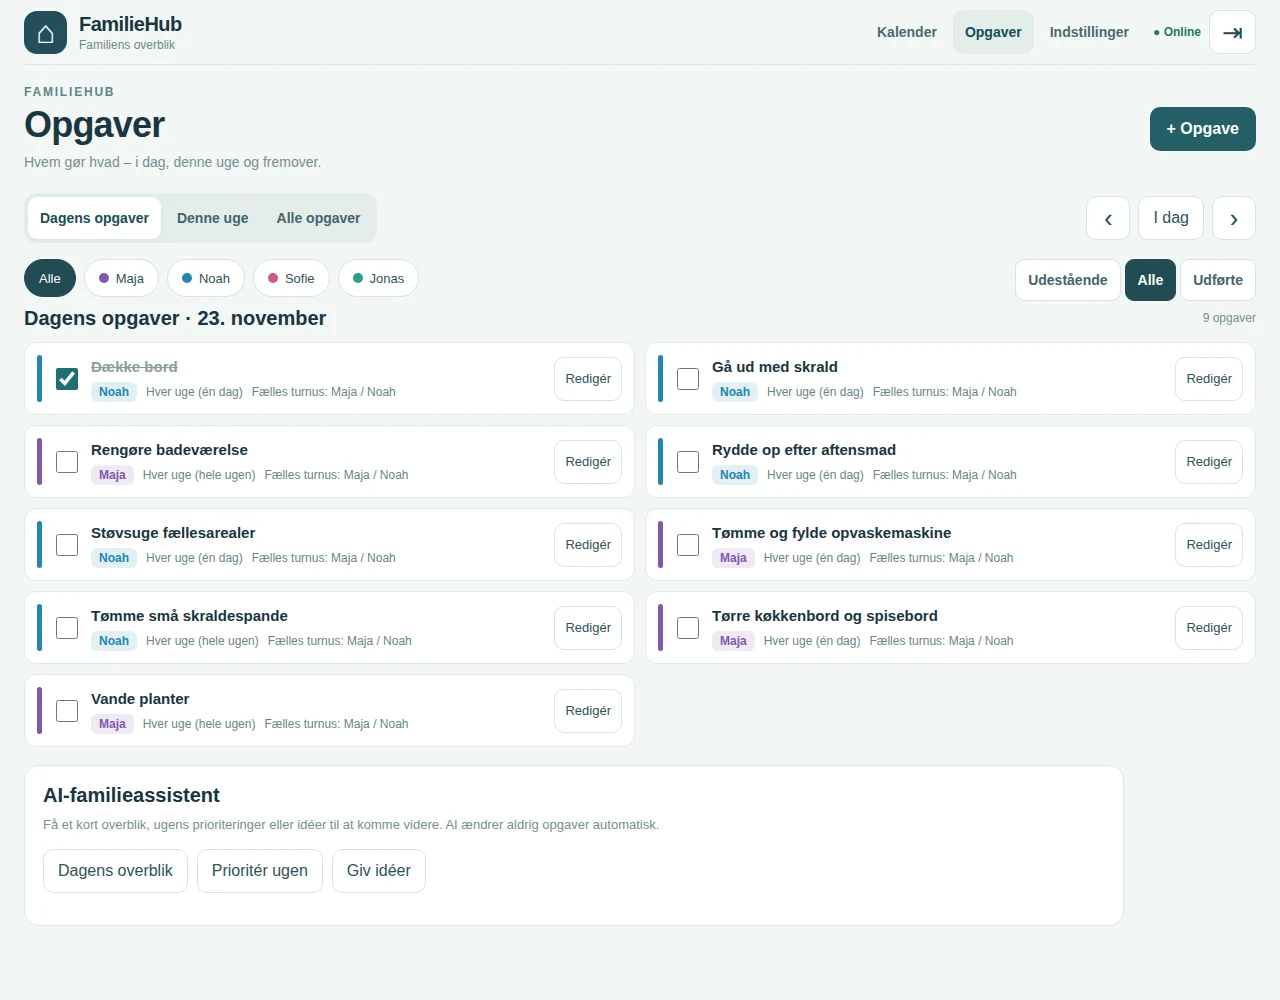 FamilieHub
Familiens overblik
Kalender
Opgaver
Indstillinger
● Online
FAMILIEHUB
Opgaver
Hvem gør hvad – i dag, denne uge og fremover.
+ Opgave
Dagens opgaver
Denne uge
Alle opgaver
‹
I dag
›
Alle
Maja
Noah
Sofie
Jonas
Udestående
Alle
Udførte
Dagens opgaver · 23. november
9 opgaver
Dække bord
Noah Hver uge (én dag) Fælles turnus: Maja / Noah
Redigér
Gå ud med skrald
Noah Hver uge (én dag) Fælles turnus: Maja / Noah
Redigér
Rengøre badeværelse
Maja Hver uge (hele ugen) Fælles turnus: Maja / Noah
Redigér
Rydde op efter aftensmad
Noah Hver uge (én dag) Fælles turnus: Maja / Noah
Redigér
Støvsuge fællesarealer
Noah Hver uge (én dag) Fælles turnus: Maja / Noah
Redigér
Tømme og fylde opvaskemaskine
Maja Hver uge (én dag) Fælles turnus: Maja / Noah
Redigér
Tømme små skraldespande
Noah Hver uge (hele ugen) Fælles turnus: Maja / Noah
Redigér
Tørre køkkenbord og spisebord
Maja Hver uge (én dag) Fælles turnus: Maja / Noah
Redigér
Vande planter
Maja Hver uge (hele ugen) Fælles turnus: Maja / Noah
Redigér
AI-familieassistent
Få et kort overblik, ugens prioriteringer eller idéer til at komme videre. AI ændrer aldrig opgaver automatisk.
Dagens overblik
Prioritér ugen
Giv idéer